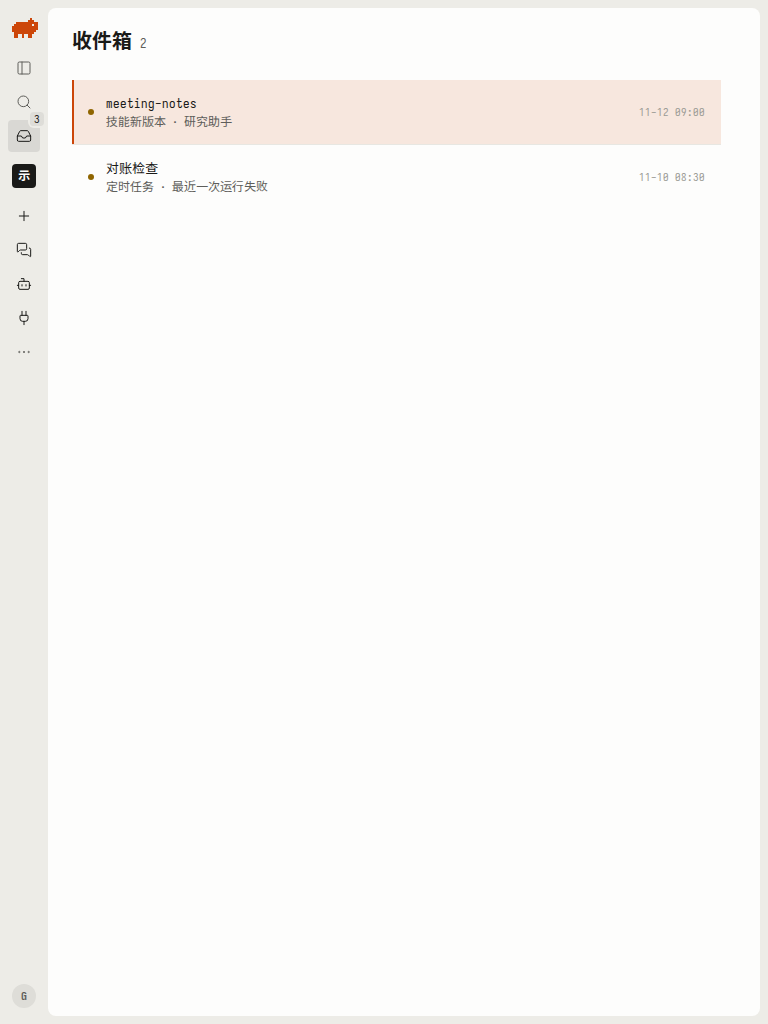 收件箱 2
3
示
meeting-notes
技能新版本 · 研究助手
11-12 09:00
对账检查
定时任务 · 最近一次运行失败
11-10 08:30
G